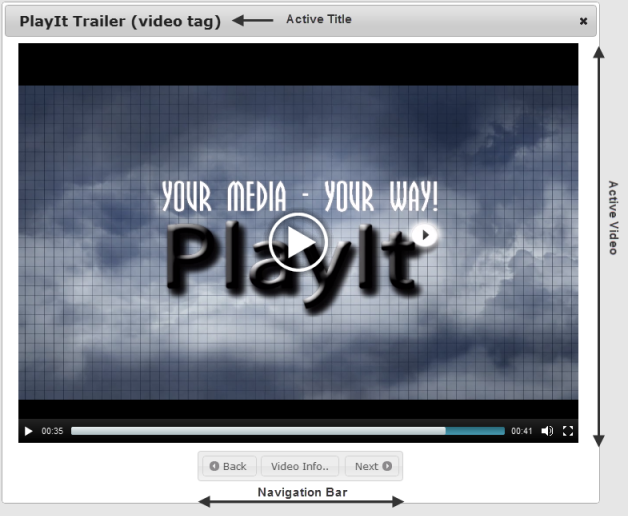 PlayIt Trailer (video tag)
Active Title
YOUR MEDIA - YOUR WAY!
PlayIt
Active Video
00:35
00:41
Back
Video Info..
Next
Navigation Bar